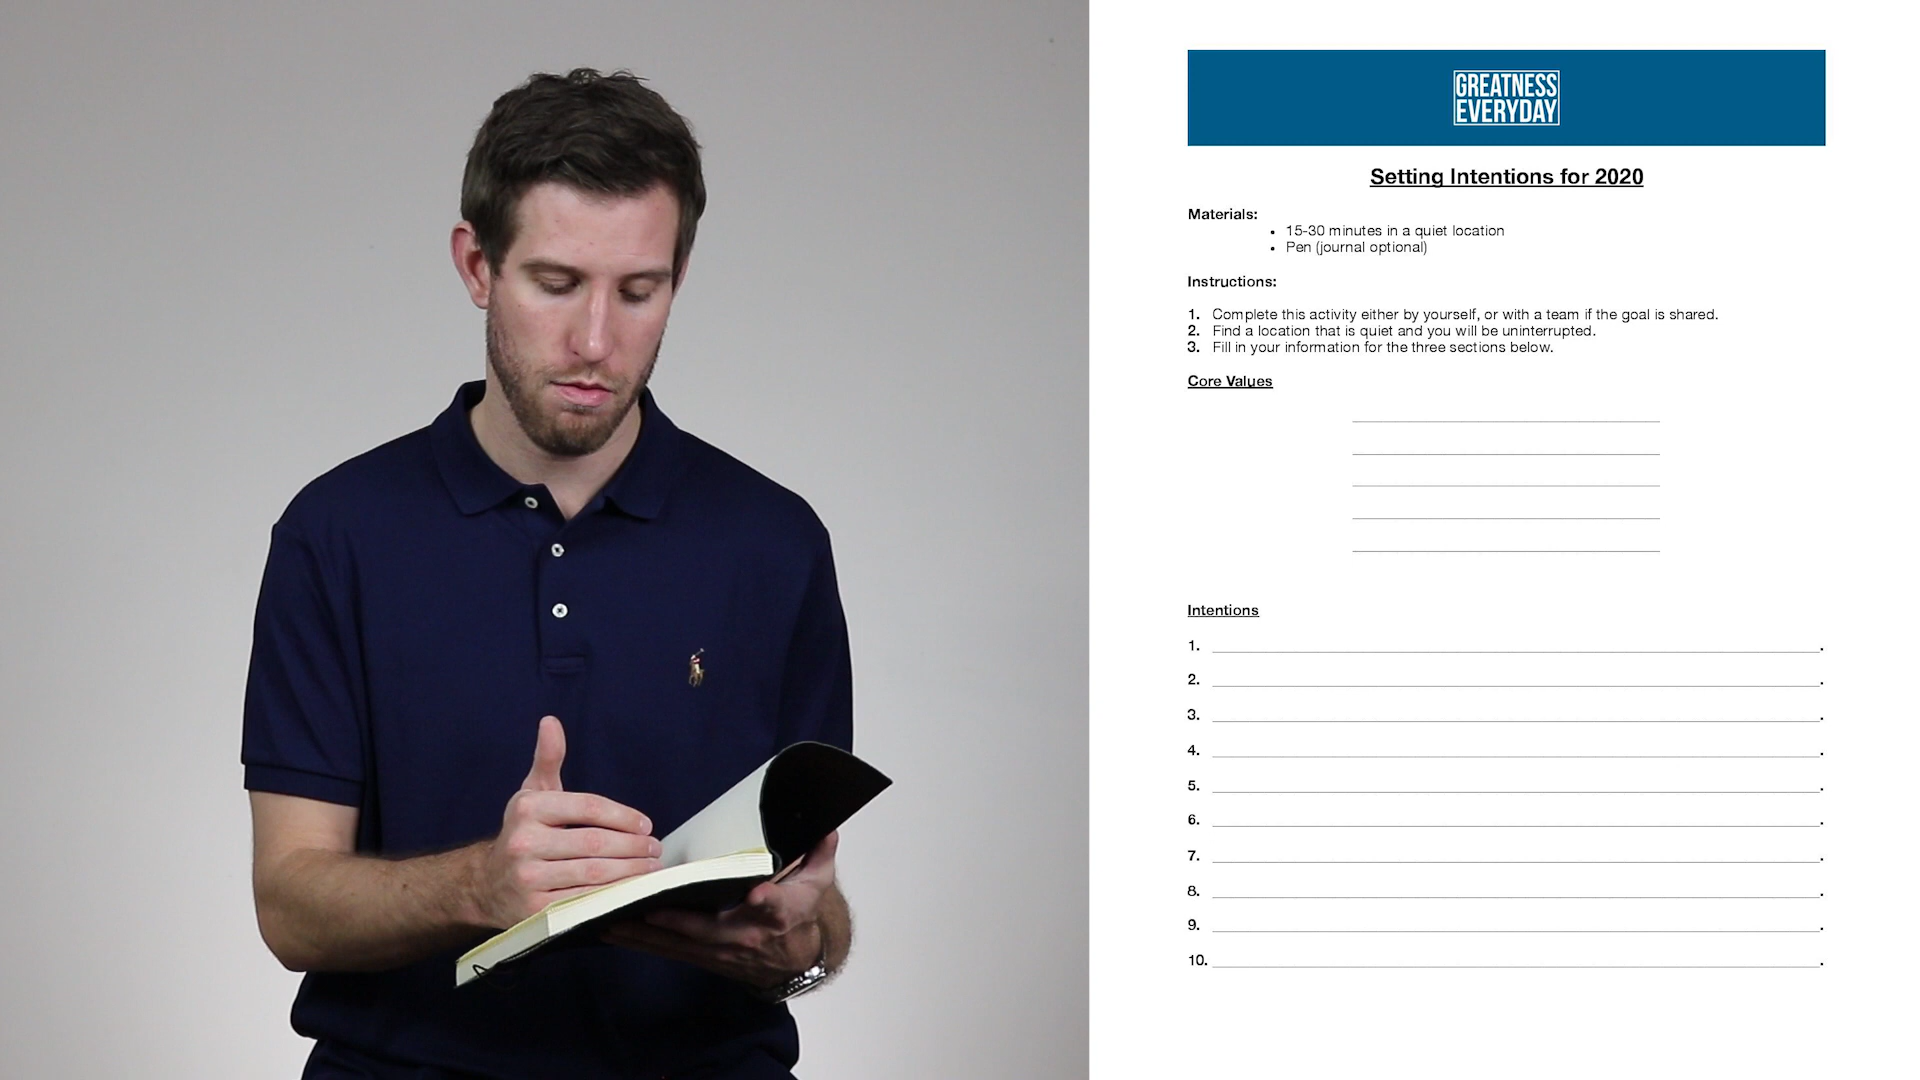 GREATNESS
EVERYDAY
Setting Intentions for 2020
Materials:
• 15-30 minutes in a quiet location
• Pen (journal optional)
Instructions:
1. Complete this activity either by yourself, or with a team if the goal is shared.
2. Find a location that is quiet and you will be uninterrupted.
3. Fill in your information for the three sections below.
Core Values
Intentions
1. .
2. .
3. .
4. .
5. .
6. .
7. .
8. .
9. .
10. .